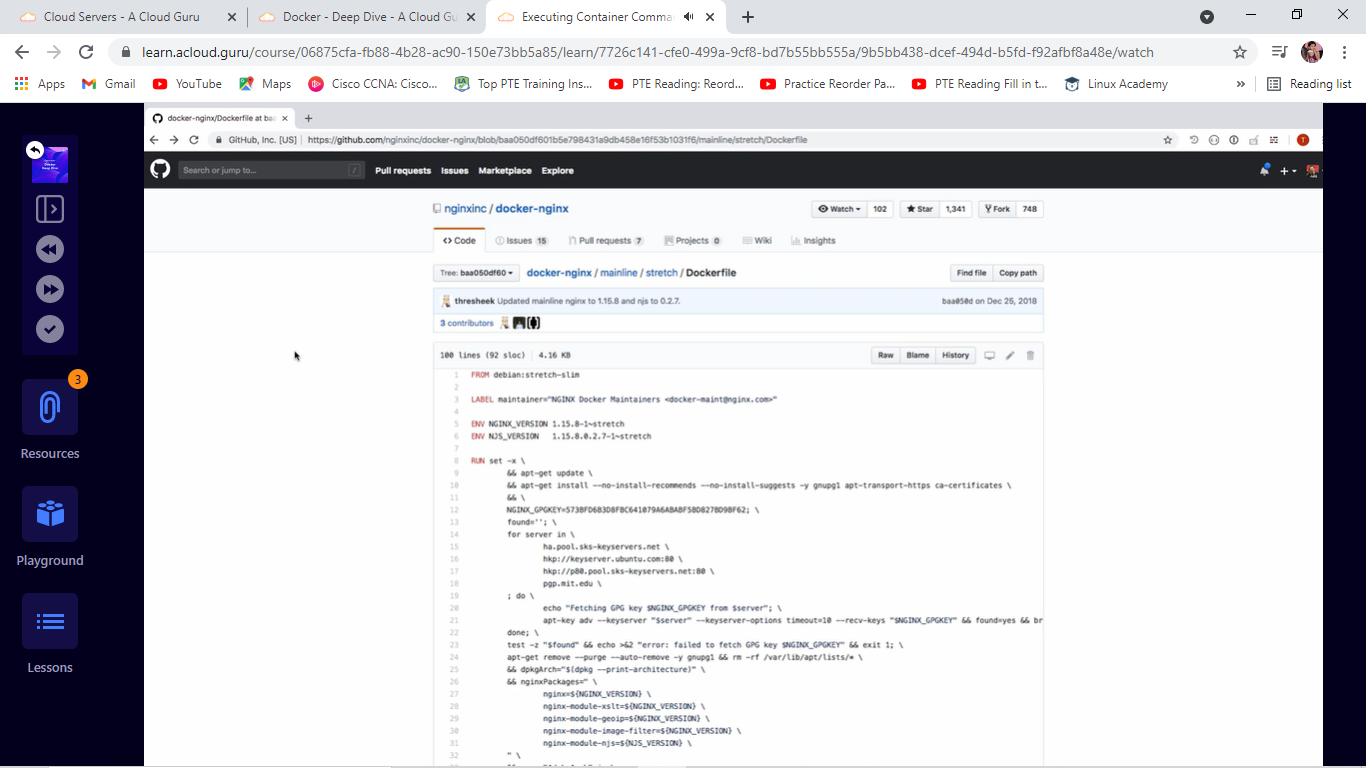 Cloud Servers - A Cloud Guru
Docker - Deep Dive - A Cloud Gu
Executing Container Comma
learn.acloud.guru/course/06875cfa-fb88-4b28-ac90-150e73bb5a85/learn/7726c141-cfe0-499a-9cf8-bd7b55bb555a/9b5bb438-dcef-494d-b5fd-f92afbf8a48e/watch
Apps Gmail YouTube Maps Cisco CCNA: Cisco... Top PTE Training Ins... PTE Reading: Reord... Practice Reorder Pa... PTE Reading Fill in t... Linux Academy » Reading list
docker-nginx/Dockerfile at baa
GitHub, Inc. [US] | https://github.com/nginxinc/docker-nginx/blob/baa050df601b5e798431a9db458e16f53b1031f6/mainline/stretch/Dockerfile
Search or jump to... / Pull requests Issues Marketplace Explore
nginxinc / docker-nginx Watch 102 Star 1,341 Fork 748
<> Code Issues 15 Pull requests 7 Projects 0 Wiki Insights
Tree: baa050df60 docker-nginx / mainline / stretch / Dockerfile Find file Copy path
thresheek Updated mainline nginx to 1.15.8 and njs to 0.2.7. baa050d on Dec 25, 2018
3 contributors
100 lines (92 sloc) 4.16 KB Raw Blame History
1 FROM debian:stretch-slim
2
3 LABEL maintainer="NGINX Docker Maintainers <docker-maint@nginx.com>"
4
5 ENV NGINX_VERSION 1.15.8-1~stretch
6 ENV NJS_VERSION 1.15.8.0.2.7-1~stretch
7
8 RUN set -x \
9 && apt-get update \
10 && apt-get install --no-install-recommends --no-install-suggests -y gnupg1 apt-transport-https ca-certificates \
11 && \
12 NGINX_GPGKEY=573BFD6B3D8FBC641079A6ABABF5BD827BD9BF62; \
13 found=''; \
14 for server in \
15 ha.pool.sks-keyservers.net \
16 hkp://keyserver.ubuntu.com:80 \
17 hkp://p80.pool.sks-keyservers.net:80 \
18 pgp.mit.edu \
19 ; do \
20 echo "Fetching GPG key $NGINX_GPGKEY from $server"; \
21 apt-key adv --keyserver "$server" --keyserver-options timeout=10 --recv-keys "$NGINX_GPGKEY" && found=yes && br
22 done; \
23 test -z "$found" && echo >&2 "error: failed to fetch GPG key $NGINX_GPGKEY" && exit 1; \
24 apt-get remove --purge --auto-remove -y gnupg1 && rm -rf /var/lib/apt/lists/* \
25 && dpkgArch="$(dpkg --print-architecture)" \
26 && nginxPackages=" \
27 nginx=${NGINX_VERSION} \
28 nginx-module-xslt=${NGINX_VERSION} \
29 nginx-module-geoip=${NGINX_VERSION} \
30 nginx-module-image-filter=${NGINX_VERSION} \
31 nginx-module-njs=${NJS_VERSION} \
32 " \
Docker
Deep Dive
3
Resources
Playground
Lessons